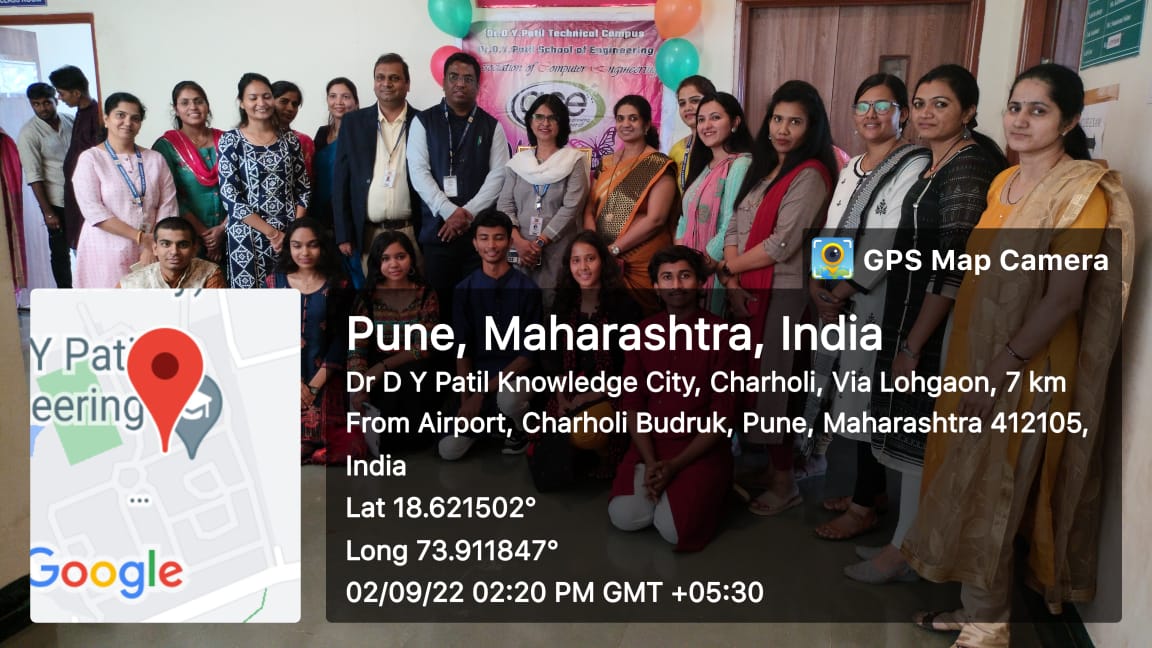 CLASS ROOM
Dr.D Y.Patil Technical Campus
Dr.D.Y.Patil School of Engineering
Association of Computer Engineering
GPS Map Camera
Y Pati
eering
...
Google
Pune, Maharashtra, India
Dr D Y Patil Knowledge City, Charholi, Via Lohgaon, 7 km
From Airport, Charholi Budruk, Pune, Maharashtra 412105,
India
Lat 18.621502°
Long 73.911847°
02/09/22 02:20 PM GMT +05:30